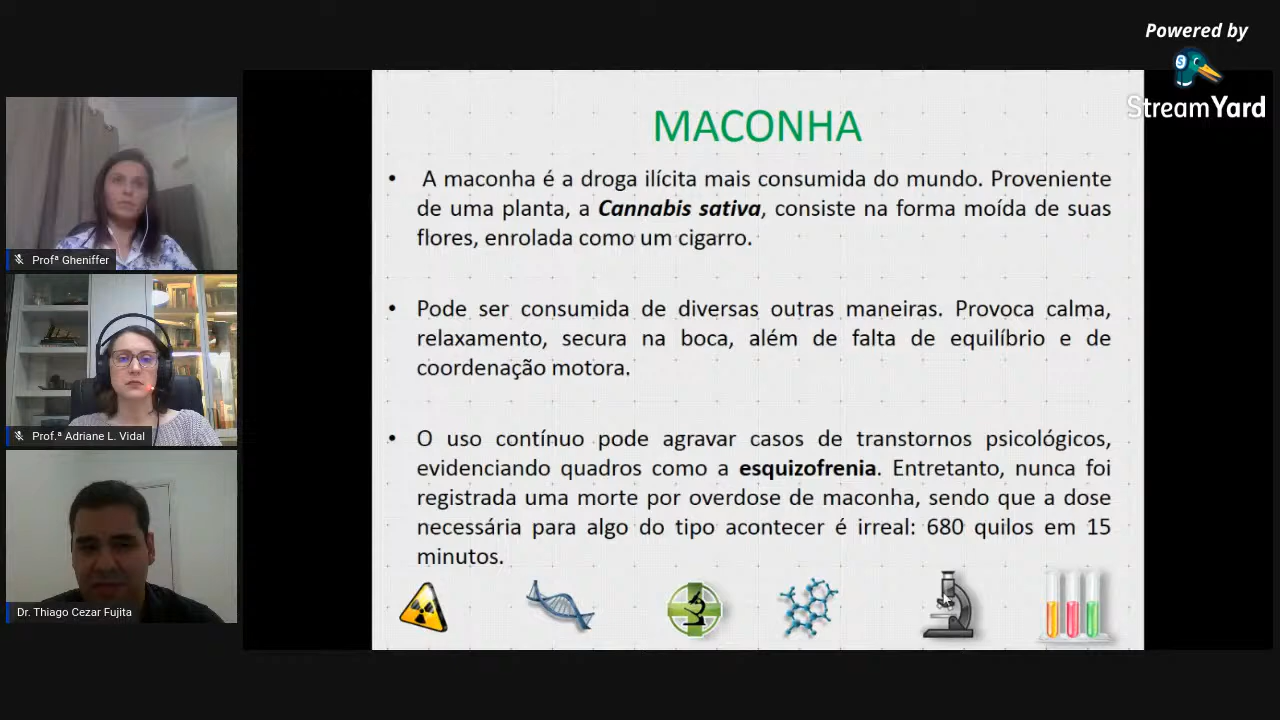 Powered by
StreamYard
MACONHA
• A maconha é a droga ilícita mais consumida do mundo. Proveniente
de uma planta, a Cannabis sativa, consiste na forma moída de suas
flores, enrolada como um cigarro.
• Pode ser consumida de diversas outras maneiras. Provoca calma,
relaxamento, secura na boca, além de falta de equilíbrio e de
coordenação motora.
• O uso contínuo pode agravar casos de transtornos psicológicos,
evidenciando quadros como a esquizofrenia. Entretanto, nunca foi
registrada uma morte por overdose de maconha, sendo que a dose
necessária para algo do tipo acontecer é irreal: 680 quilos em 15
minutos.
Profª Gheniffer
Prof.ª Adriane L. Vidal
Dr. Thiago Cezar Fujita